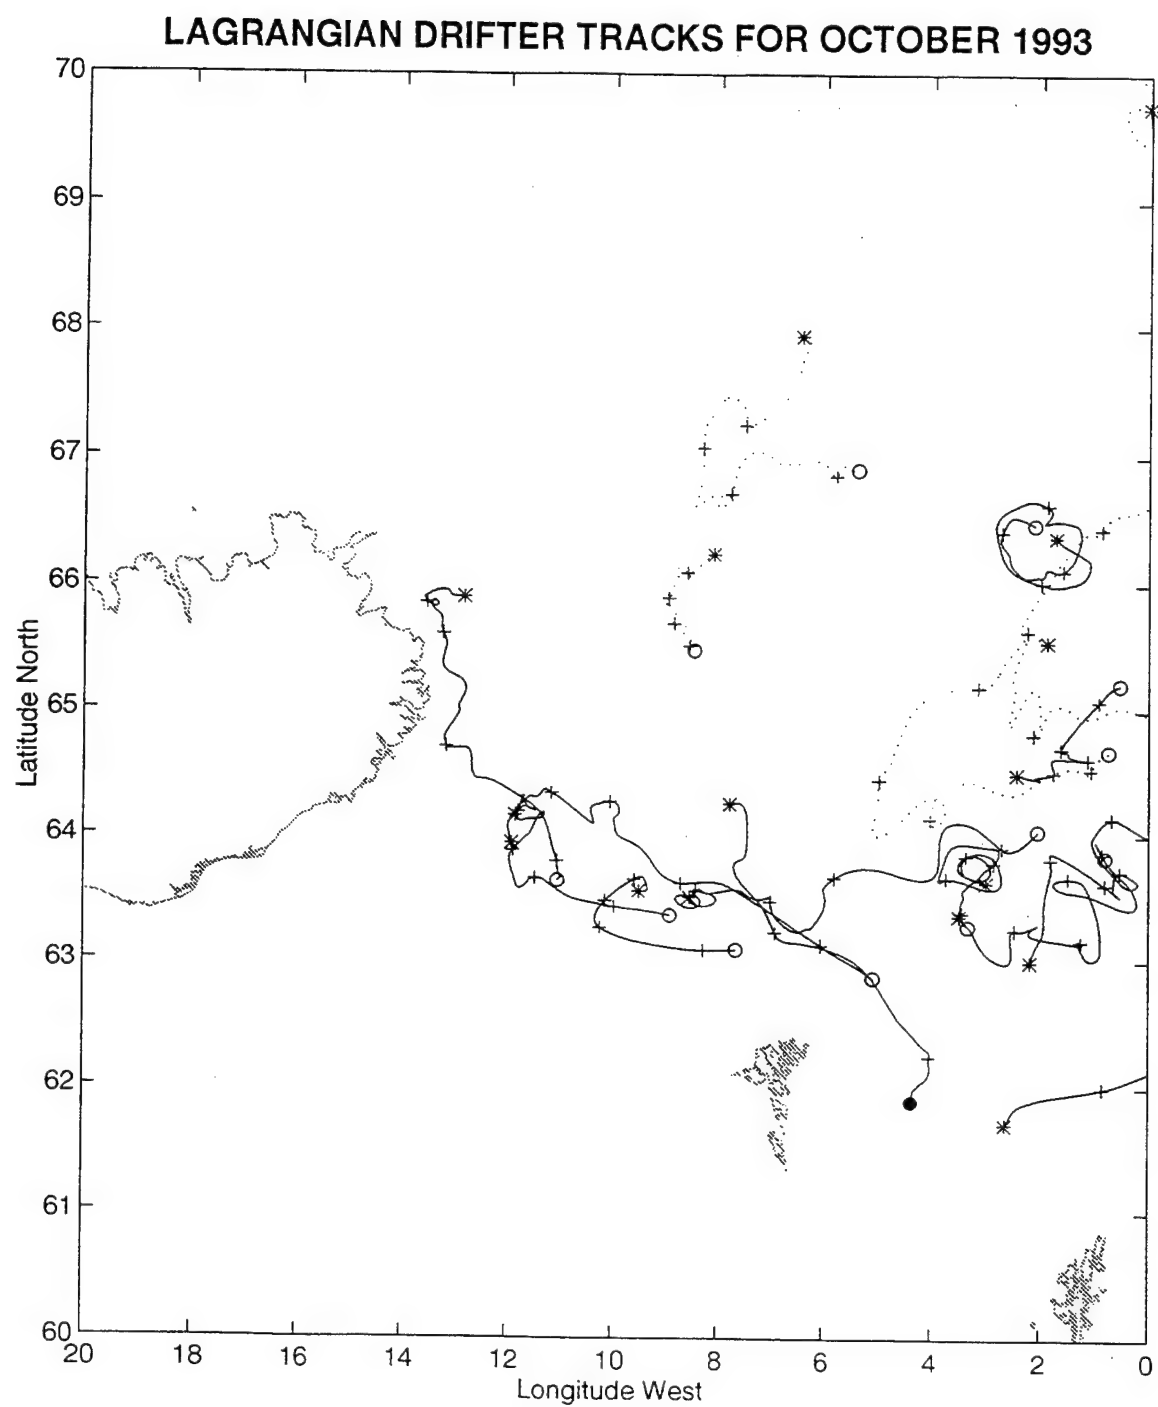 LAGRANGIAN DRIFTER TRACKS FOR OCTOBER 1993
70
69
68
67
66
65
64
63
62
61
60
Latitude North
20 18 16 14 12 10 8 6 4 2 0
Longitude West